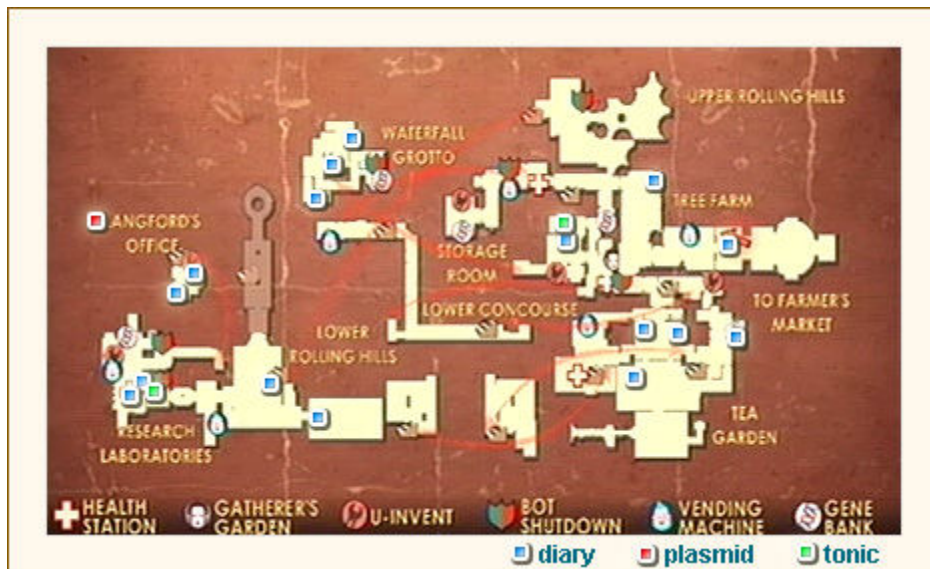 UPPER ROLLING HILLS
WATERFALL
GROTTO
TREE FARM
ANGFORD'S
OFFICE
STORAGE
ROOM
TO FARMER'S
MARKET
LOWER CONCOURSE
LOWER
ROLLING HILLS
TEA
GARDEN
RESEARCH
LABORATORIES
HEALTH
STATION
GATHERER'S
GARDEN
U-INVENT
BOT
SHUTDOWN
VENDING
MACHINE
GENE
BANK
diary
plasmid
tonic